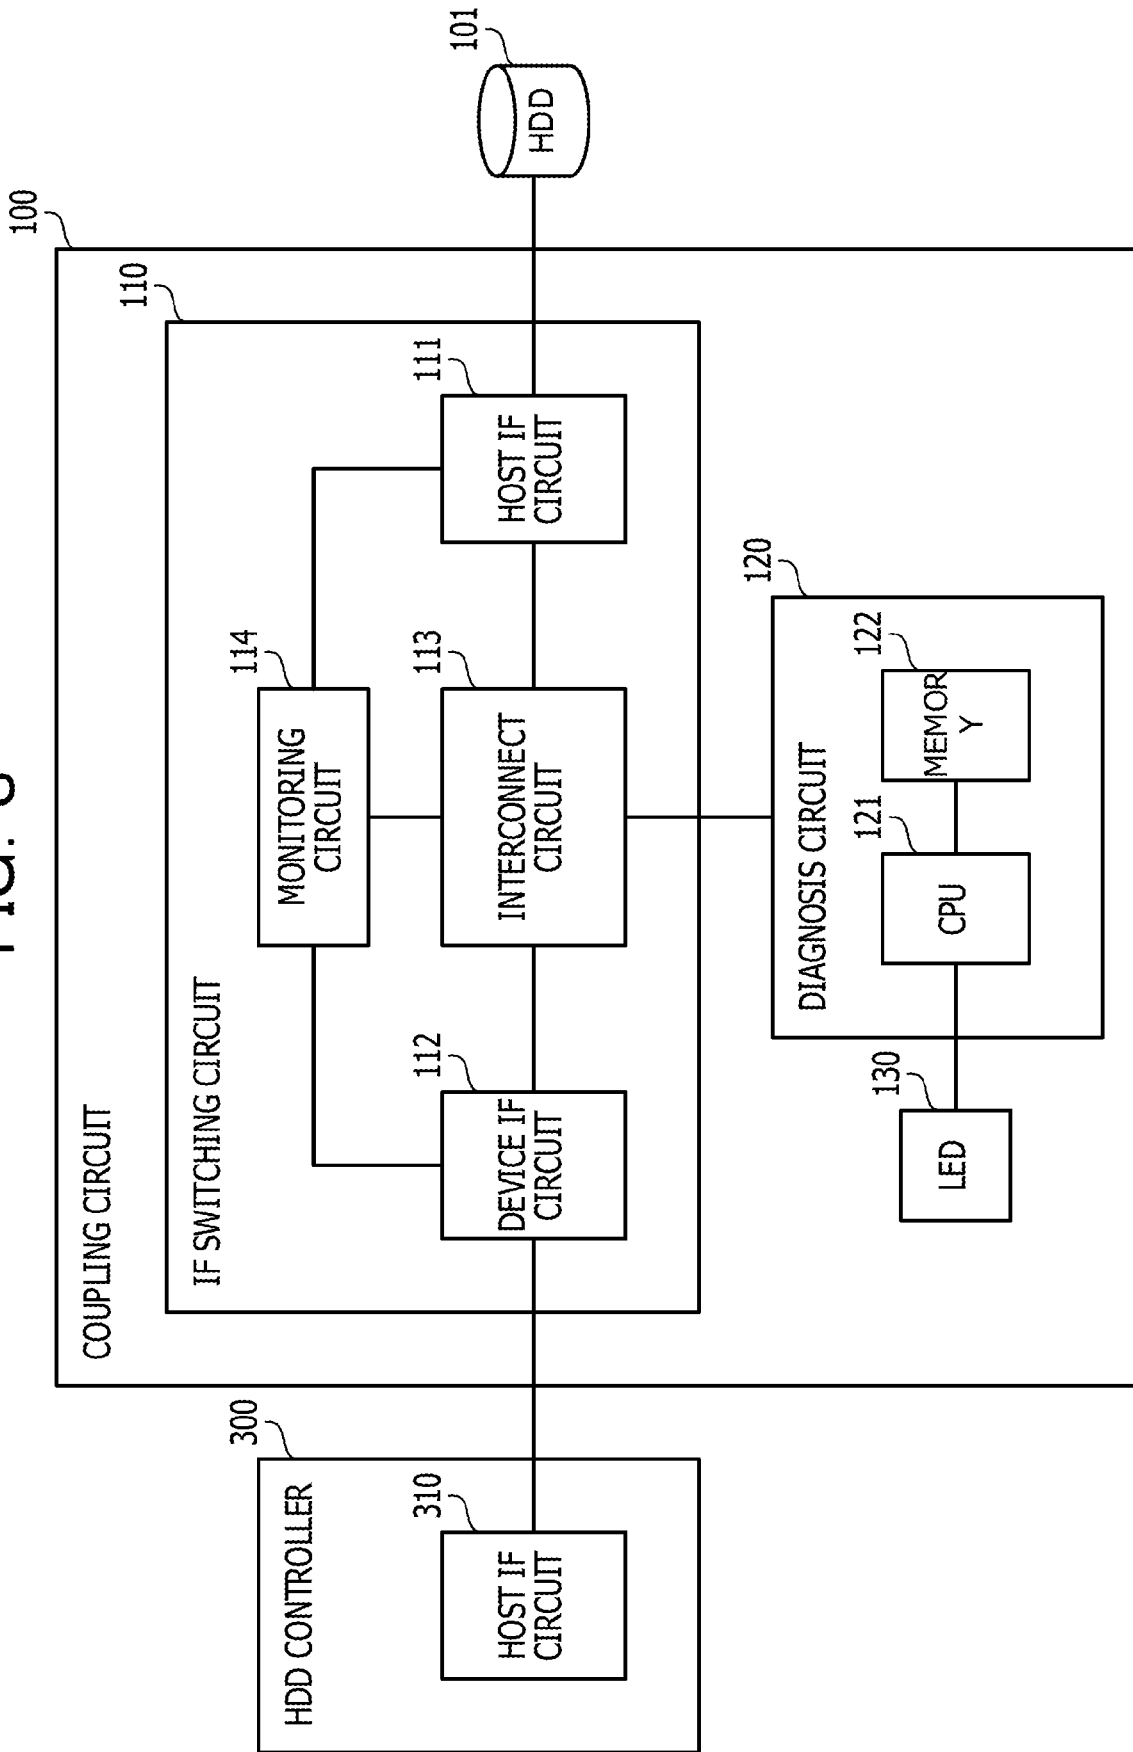 100
COUPLING CIRCUIT
110
IF SWITCHING CIRCUIT
114
MONITORING
CIRCUIT
300
HDD CONTROLLER
310
HOST IF
CIRCUIT
112
DEVICE IF
CIRCUIT
113
INTERCONNECT
CIRCUIT
111
HOST IF
CIRCUIT
101
HDD
120
DIAGNOSIS CIRCUIT
130
LED
121
CPU
122
MEMOR
Y